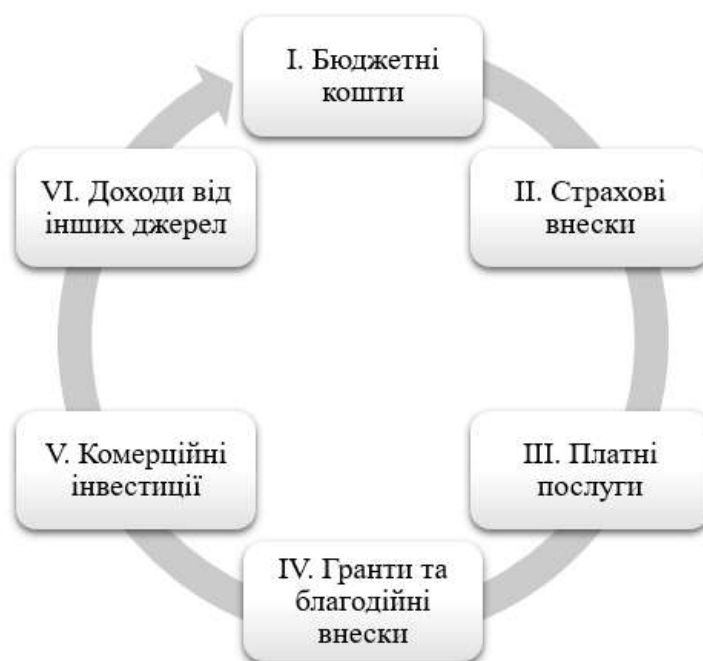 I. Бюджетні
кошти
II. Страхові
внески
III. Платні
послуги
IV. Гранти та
благодійні
внески
V. Комерційні
інвестиції
VI. Доходи від
інших джерел